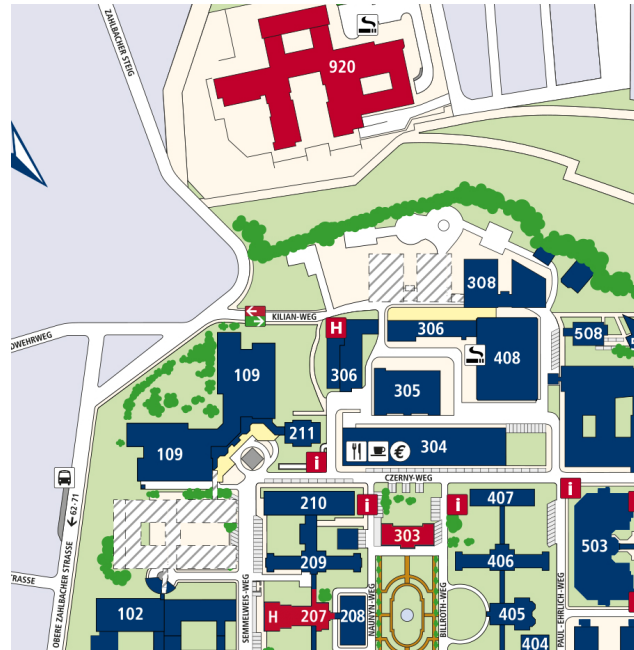 920
ZAHLBACHER STEIG
308
KILIAN-WEG
H
306
508
DWEHRWEG
306
408
109
305
211
109
304
€
i
CZERNY-WEG
210
i
i
407
i
← 62-71
303
503
209
406
STRASSE
OBERE ZAHLBACHER STRASSE
SEMMELWEIS-WEG
NAUNYN-WEG
BILLROTH-WEG
PAUL-EHRLICH-WEG
102
H
207
208
405
404